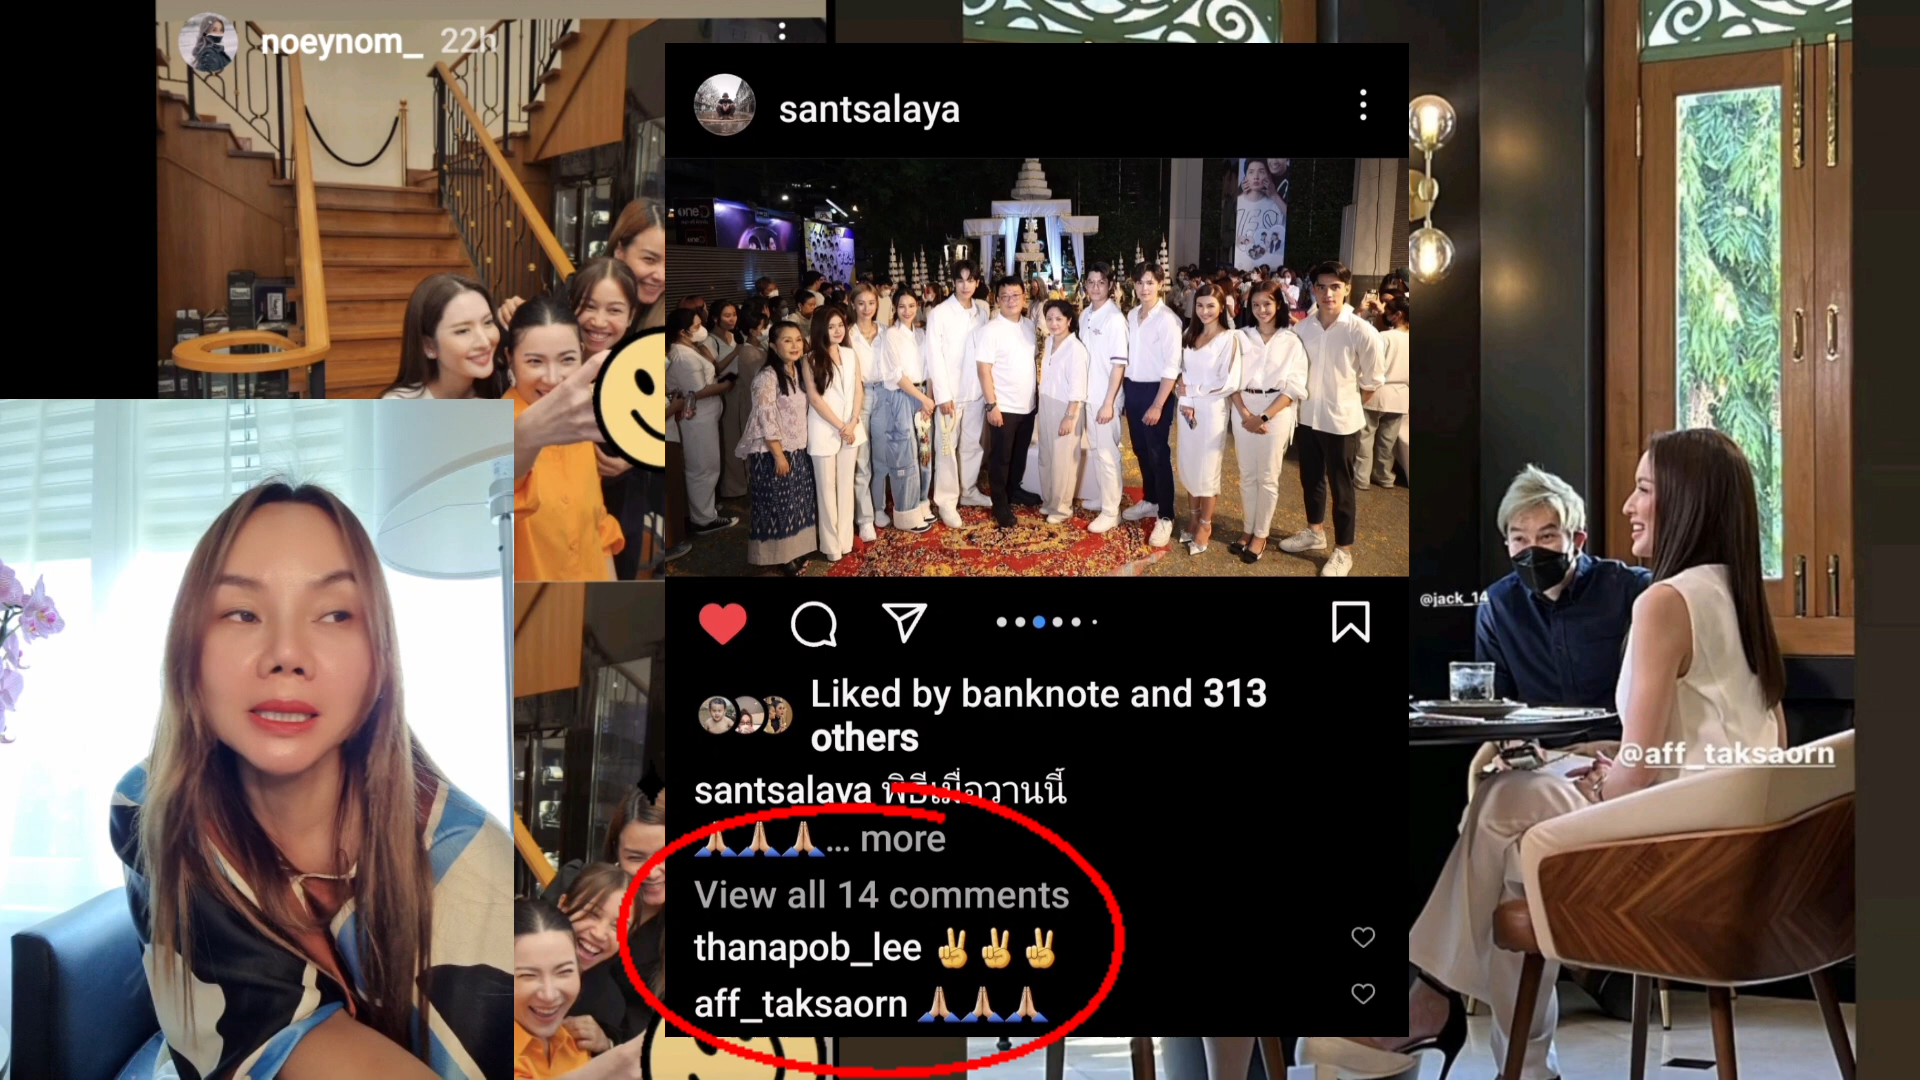 noeynom_ 22h
santsalaya
one
Liked by banknote and 313
others
santsalaya พิธีเมื่อวานนี้
🙏🏻🙏🏻🙏🏻... more
View all 14 comments
thanapob_lee ✌️✌️✌️
aff_taksaorn 🙏🏻🙏🏻🙏🏻
@jack_14
@aff_taksaorn